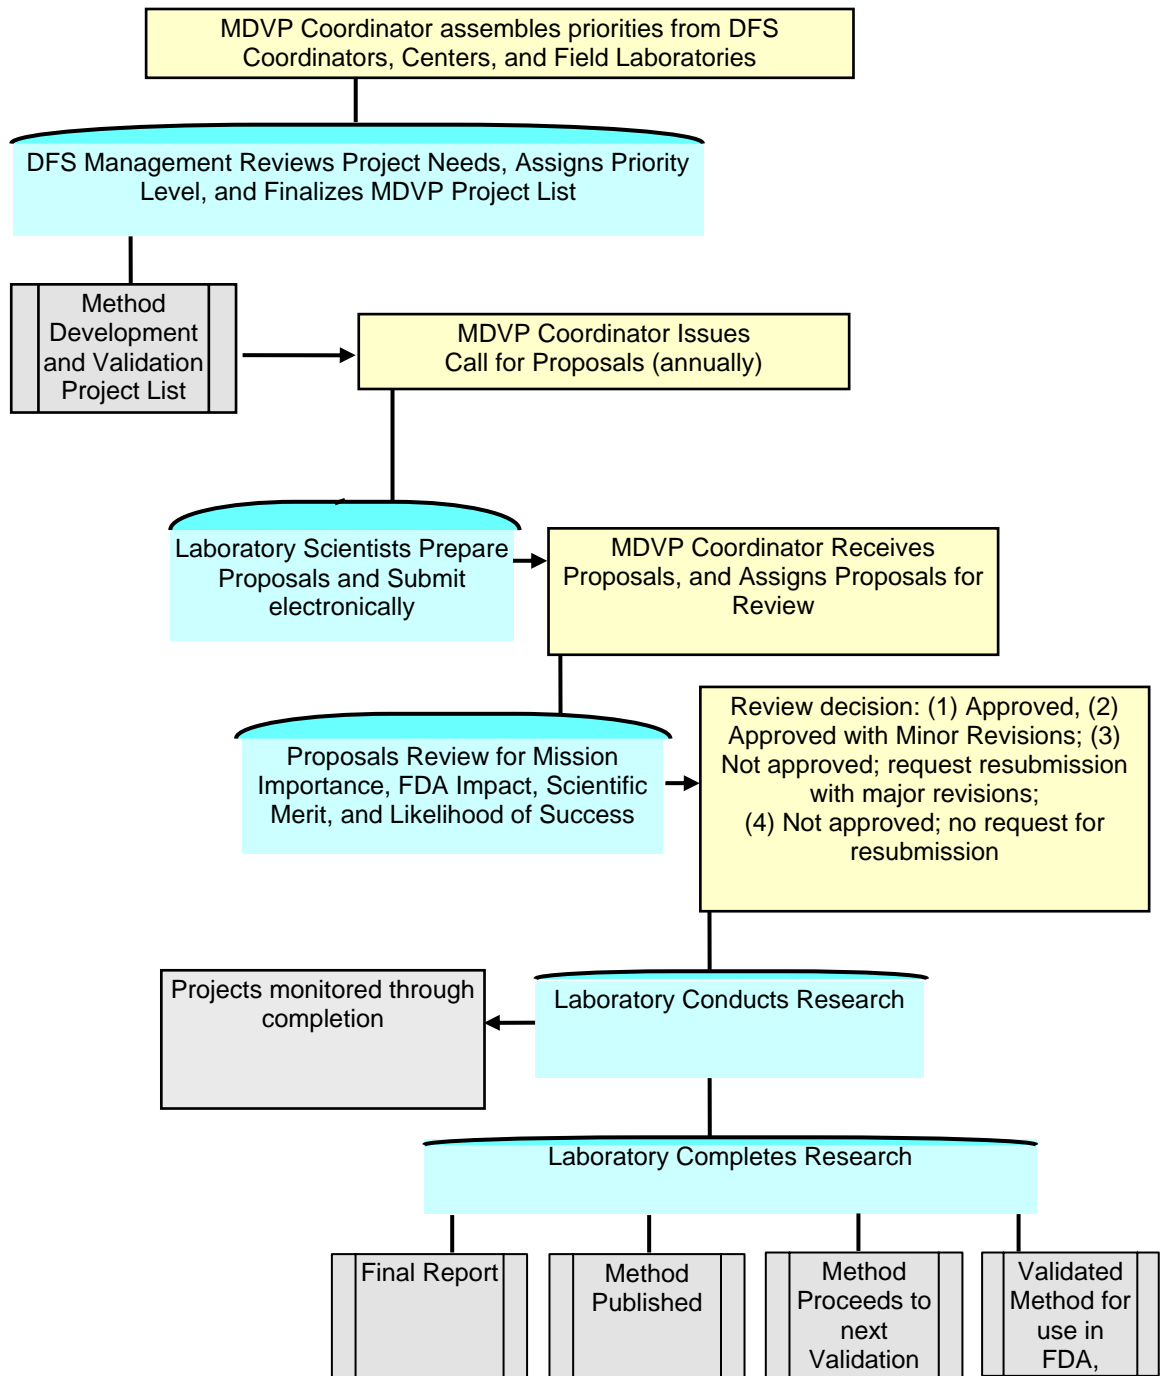 MDVP Coordinator assembles priorities from DFS
Coordinators, Centers, and Field Laboratories
DFS Management Reviews Project Needs, Assigns Priority
Level, and Finalizes MDVP Project List
Method
Development
and Validation
Project List
MDVP Coordinator Issues
Call for Proposals (annually)
Laboratory Scientists Prepare
Proposals and Submit
electronically
MDVP Coordinator Receives
Proposals, and Assigns Proposals for
Review
Proposals Review for Mission
Importance, FDA Impact, Scientific
Merit, and Likelihood of Success
Review decision: (1) Approved, (2)
Approved with Minor Revisions; (3)
Not approved; request resubmission
with major revisions;
(4) Not approved; no request for
resubmission
Projects monitored through
completion
Laboratory Conducts Research
Laboratory Completes Research
Final Report
Method
Published
Method
Proceeds to
next
Validation
Validated
Method for
use in
FDA,